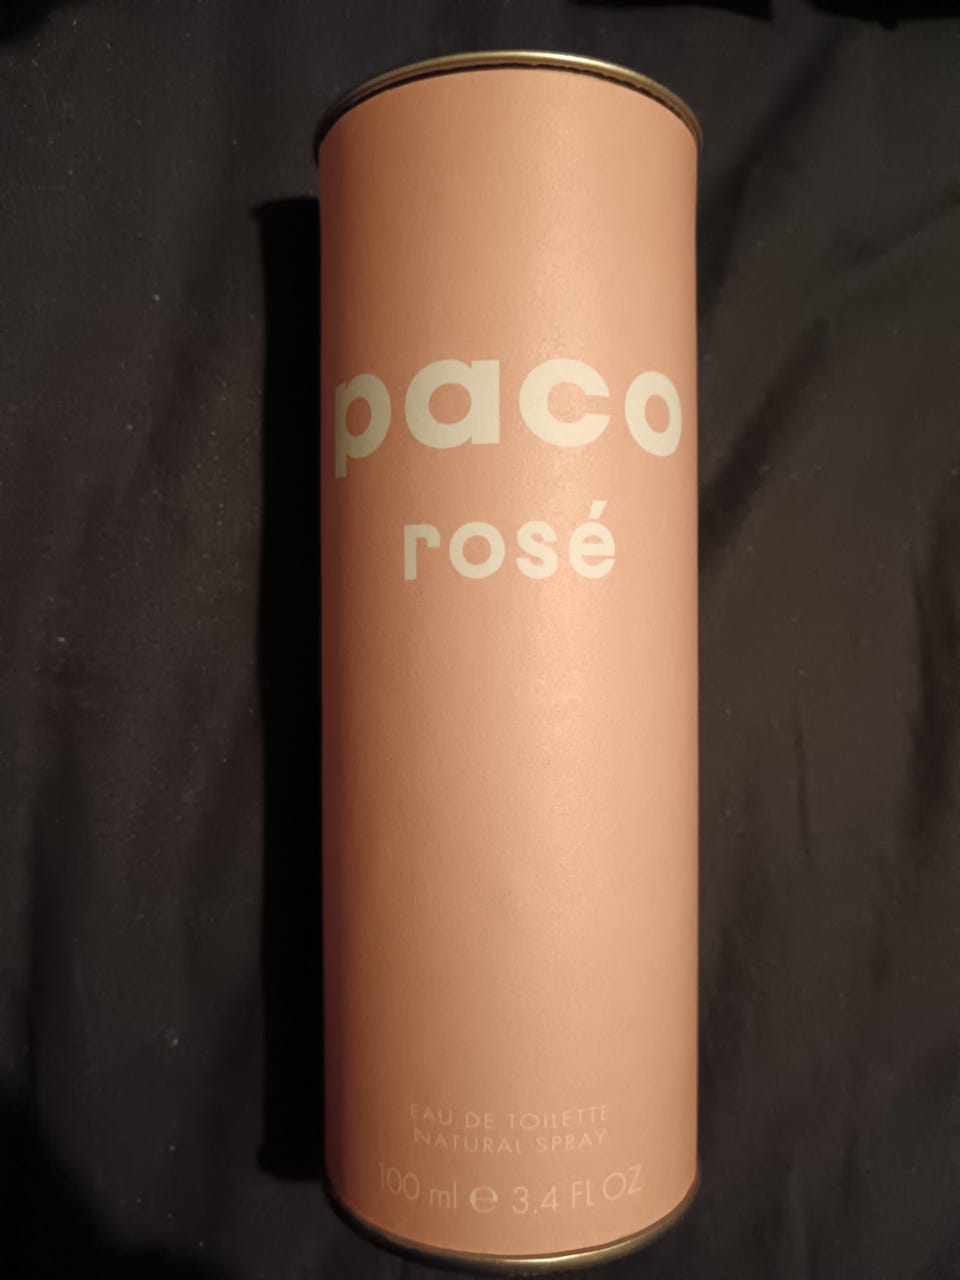 paco
rosé
EAU DE TOILETTE
NATURAL SPRAY
100 ml ℮ 3.4 FL OZ